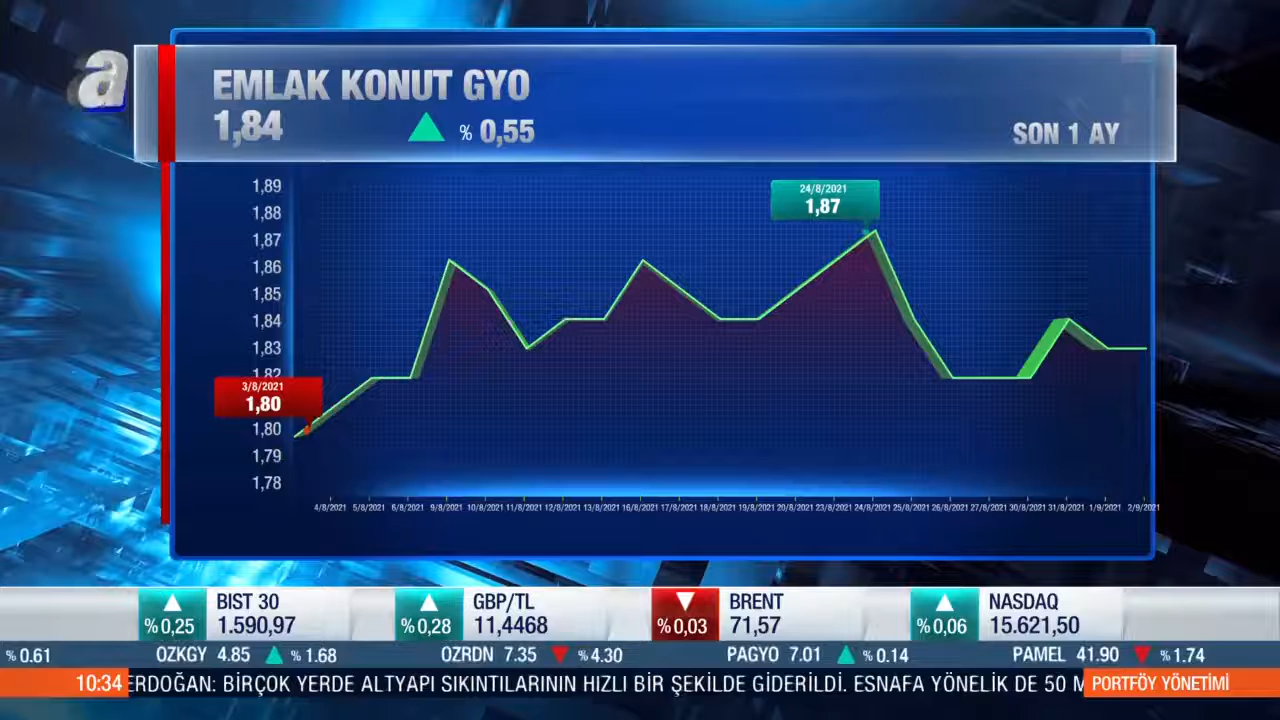 a
EMLAK KONUT GYO
1,84 % 0,55
SON 1 AY
24/8/2021
1,87
1,89
1,88
1,87
1,86
1,85
1,84
1,83
1,82
3/8/2021
1,80
1,80
1,79
1,78
4/8/2021 5/8/2021 6/8/2021 9/8/2021 10/8/2021 11/8/2021 12/8/2021 13/8/2021 16/8/2021 17/8/2021 18/8/2021 19/8/2021 20/8/2021 23/8/2021 24/8/2021 25/8/2021 26/8/2021 27/8/2021 30/8/2021 31/8/2021 1/9/2021 2/9/2021
BIST 30 GBP/TL BRENT NASDAQ
% 0,25 1.590,97 % 0,28 11,4468 % 0,03 71,57 % 0,06 15.621,50
% 0.61 OZKGY 4.85 % 1.68 OZRDN 7.35 % 4.30 PAGYO 7.01 % 0.14 PAMEL 41.90 % 1.74
10:34 ERDOĞAN: BİRÇOK YERDE ALTYAPI SIKINTILARININ HIZLI BİR ŞEKİLDE GİDERİLDİ. ESNAFA YÖNELİK DE 50 M PORTFÖY YÖNETİMİ